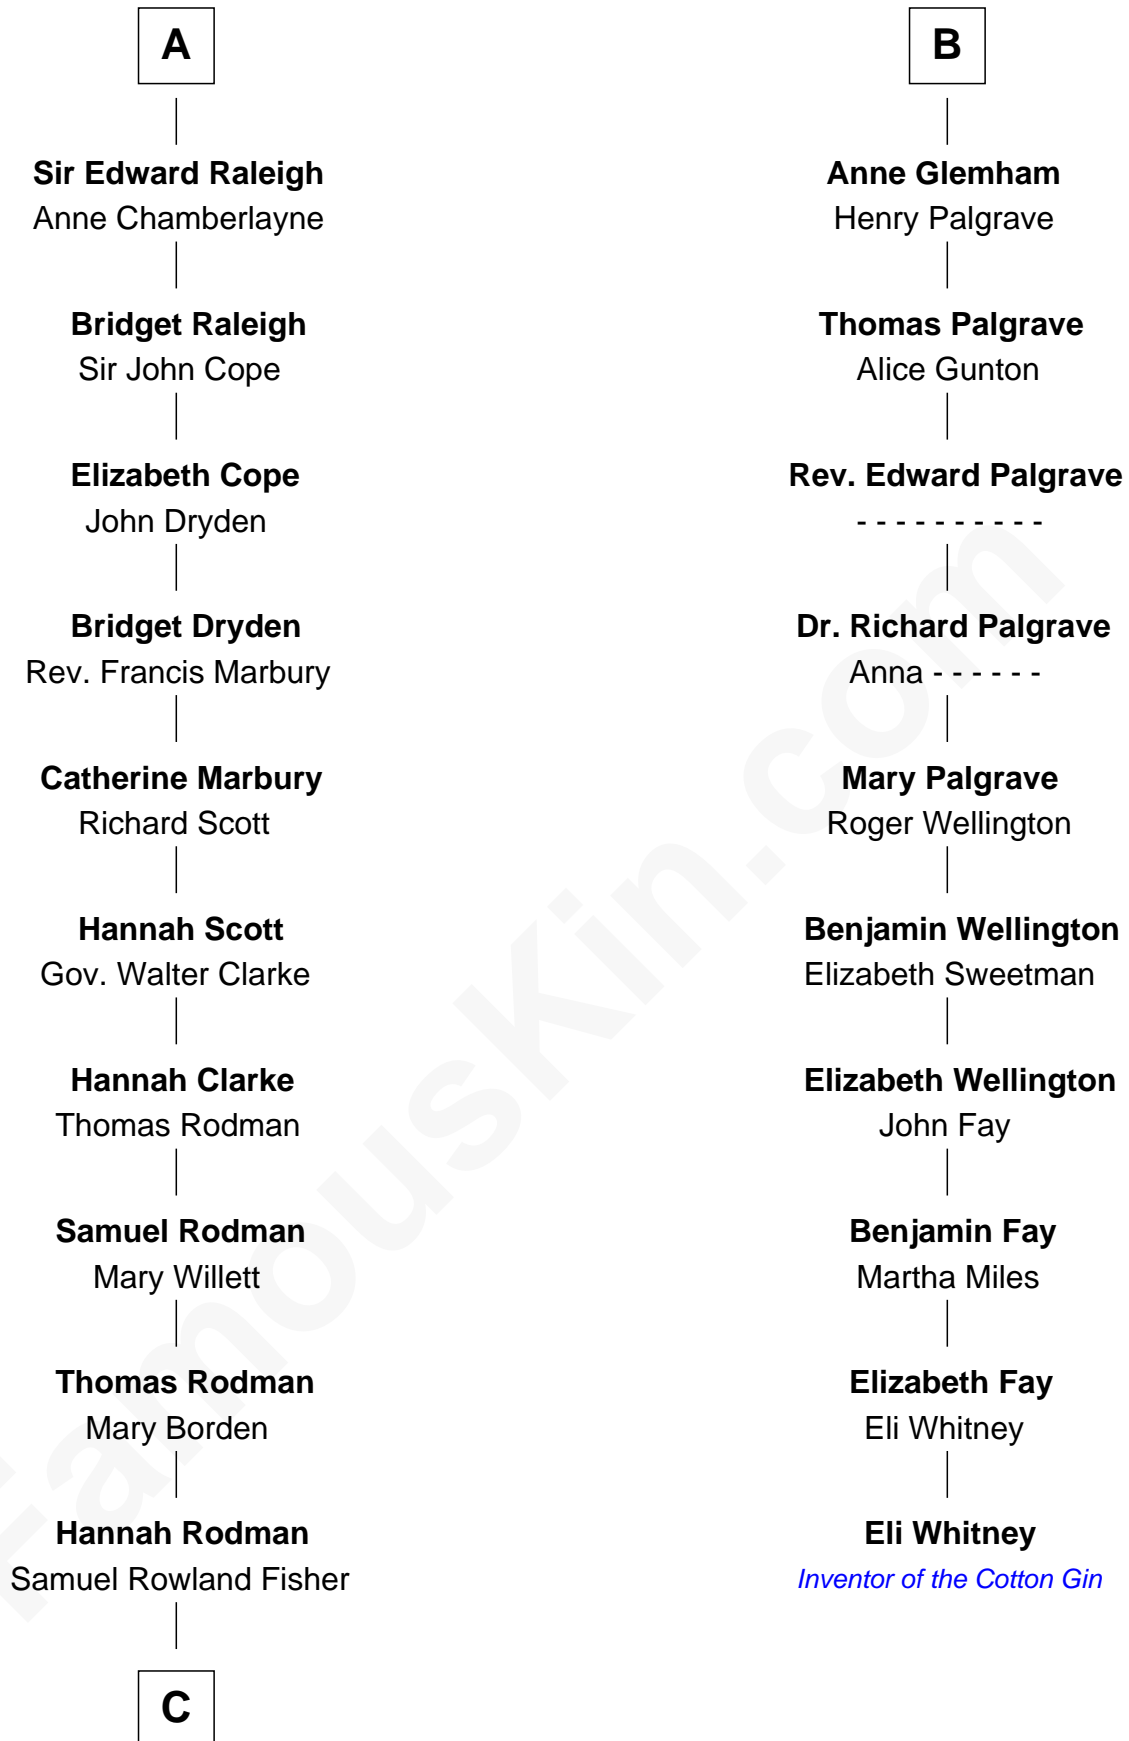 A
Sir Edward Raleigh
Anne Chamberlayne
Bridget Raleigh
Sir John Cope
Elizabeth Cope
John Dryden
Bridget Dryden
Rev. Francis Marbury
Catherine Marbury
Richard Scott
Hannah Scott
Gov. Walter Clarke
Hannah Clarke
Thomas Rodman
Samuel Rodman
Mary Willett
Thomas Rodman
Mary Borden
Hannah Rodman
Samuel Rowland Fisher
C
B
Anne Glemham
Henry Palgrave
Thomas Palgrave
Alice Gunton
Rev. Edward Palgrave
- - - - - - - - - -
Dr. Richard Palgrave
Anna - - - - - -
Mary Palgrave
Roger Wellington
Benjamin Wellington
Elizabeth Sweetman
Elizabeth Wellington
John Fay
Benjamin Fay
Martha Miles
Elizabeth Fay
Eli Whitney
Eli Whitney
Inventor of the Cotton Gin
FamousKin.com